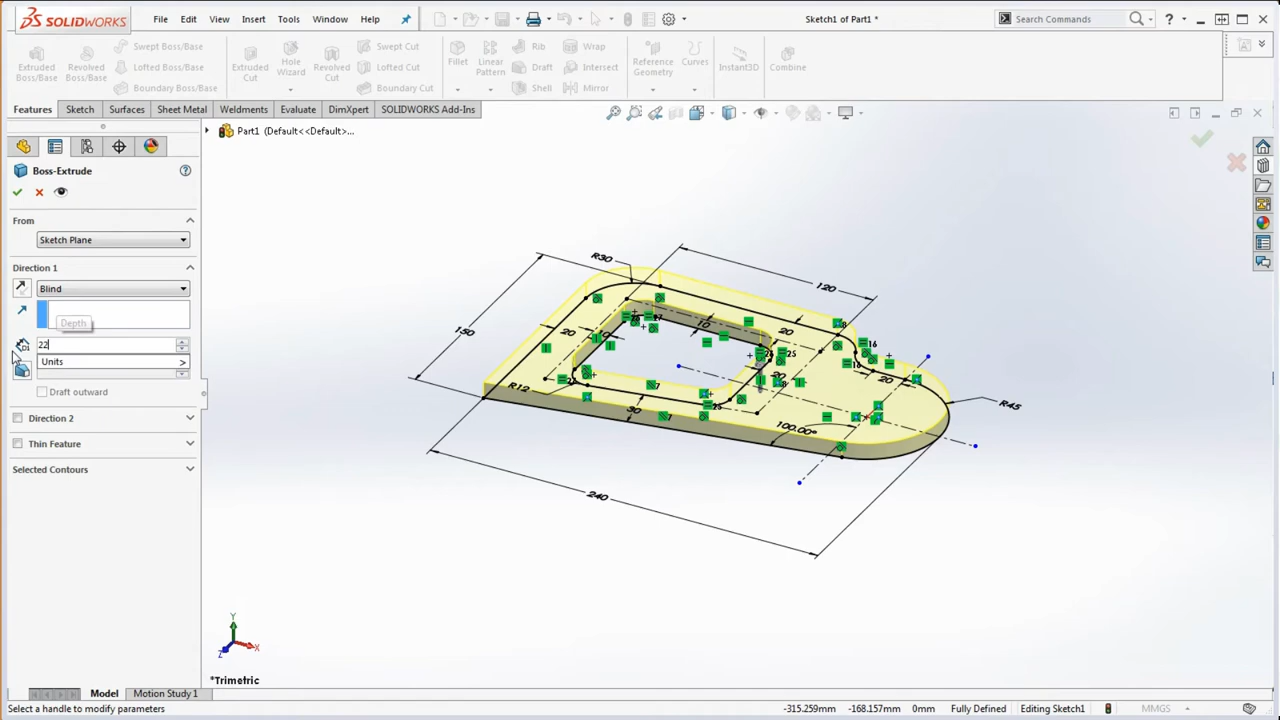 SOLIDWORKS
File Edit View Insert Tools Window Help
Sketch1 of Part1 *
Search Commands
Extruded Boss/Base
Revolved Boss/Base
Swept Boss/Base
Lofted Boss/Base
Boundary Boss/Base
Extruded Cut
Hole Wizard
Revolved Cut
Swept Cut
Lofted Cut
Boundary Cut
Fillet
Linear Pattern
Rib
Draft
Shell
Wrap
Intersect
Mirror
Reference Geometry
Curves
Instant3D
Combine
Features Sketch Surfaces Sheet Metal Weldments Evaluate DimXpert SOLIDWORKS Add-Ins
Part1 (Default<<Default>...
Boss-Extrude
From
Sketch Plane
Direction 1
Blind
Depth
22
Units >
Draft outward
Direction 2
Thin Feature
Selected Contours
R30
120
150
20
10
20
R12
30
20
20
100.00°
R45
240
Y
X
Z
*Trimetric
Model Motion Study 1
Select a handle to modify parameters
-315.259mm -168.157mm 0mm Fully Defined Editing Sketch1 MMGS